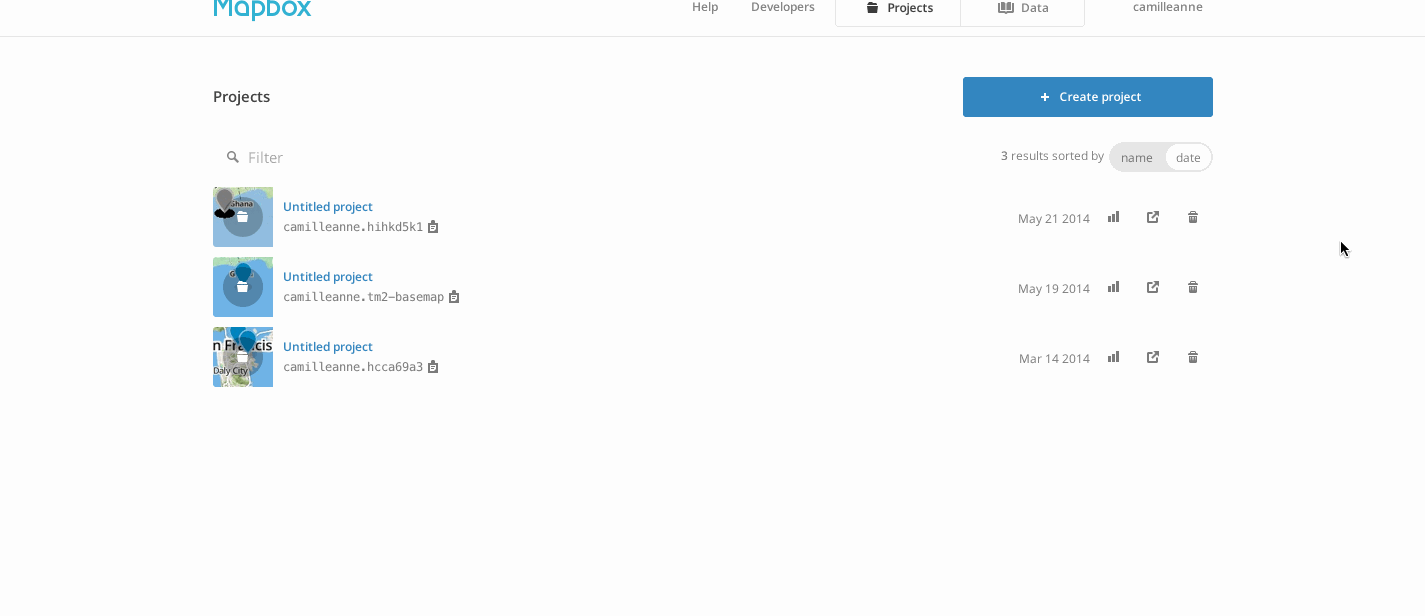 Mapbox
Help Developers Projects Data camilleanne
Projects
+ Create project
Filter
3 results sorted by name date
Ghana
Untitled project
camilleanne.hihkd5k1
May 21 2014
Untitled project
camilleanne.tm2-basemap
May 19 2014
n Francis
Daly City
Untitled project
camilleanne.hcca69a3
Mar 14 2014